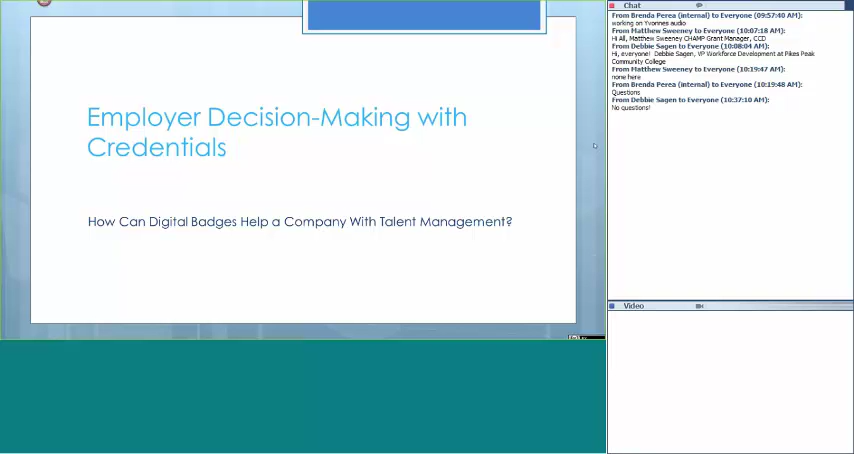 Employer Decision-Making with
Credentials
How Can Digital Badges Help a Company With Talent Management?
Chat
From Brenda Perea (internal) to Everyone (09:57:40 AM):
working on Yvonnes audio
From Matthew Sweeney to Everyone (10:07:18 AM):
Hi All, Matthew Sweeney CHAMP Grant Manager, CCD
From Debbie Sagen to Everyone (10:08:04 AM):
Hi, everyone! Debbie Sagen, VP Workforce Development at Pikes Peak
Community College
From Matthew Sweeney to Everyone (10:19:47 AM):
none here
From Brenda Perea (internal) to Everyone (10:19:48 AM):
Questions
From Debbie Sagen to Everyone (10:37:10 AM):
No questions!
Video